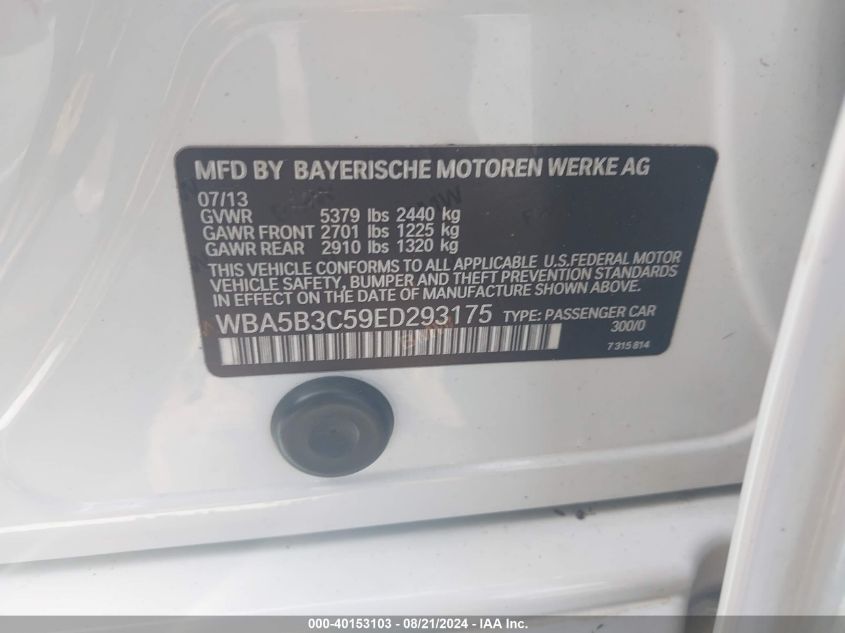 MFD BY BAYERISCHE MOTOREN WERKE AG
07/13
GVWR 5379 lbs 2440 kg
GAWR FRONT 2701 lbs 1225 kg
GAWR REAR 2910 lbs 1320 kg
THIS VEHICLE CONFORMS TO ALL APPLICABLE U.S.FEDERAL MOTOR
VEHICLE SAFETY, BUMPER AND THEFT PREVENTION STANDARDS
IN EFFECT ON THE DATE OF MANUFACTURE SHOWN ABOVE.
WBA5B3C59ED293175 TYPE: PASSENGER CAR
300/0
7 315 814
000-40153103 - 08/21/2024 - IAA Inc.